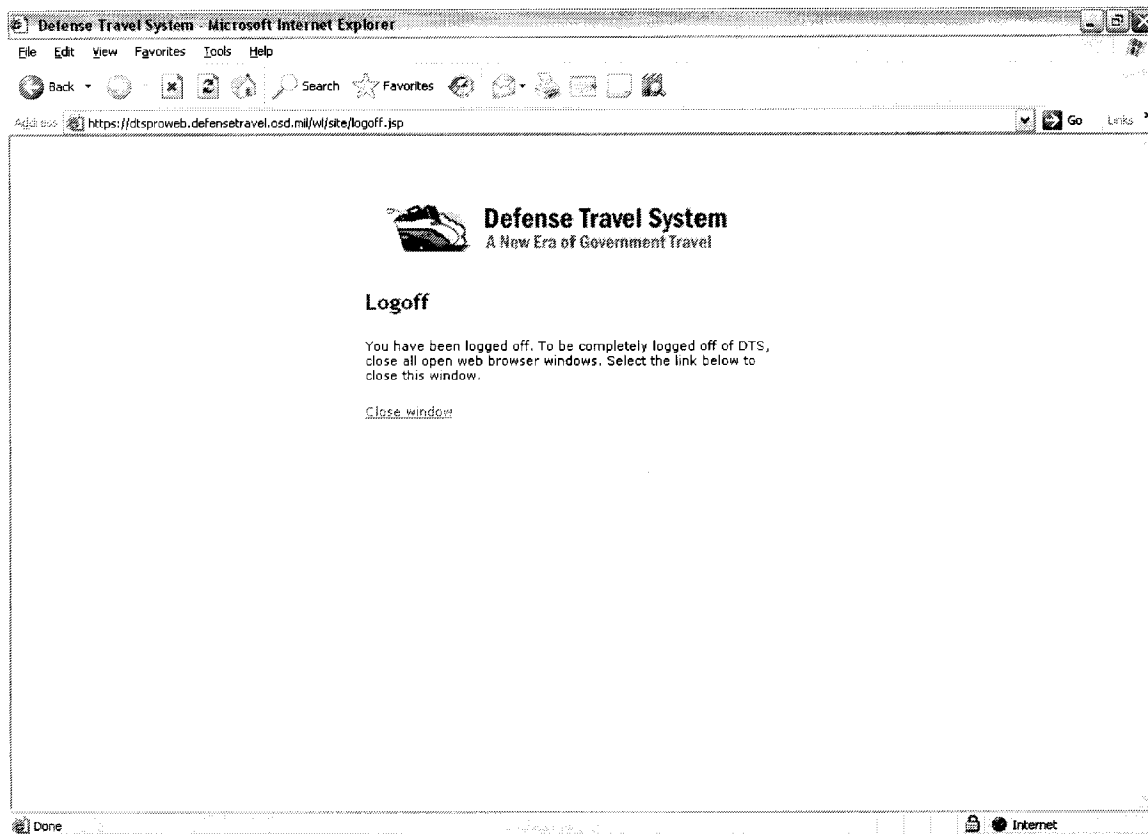 Defense Travel System - Microsoft Internet Explorer
File Edit View Favorites Tools Help
Back Search Favorites
Address https://dtsproweb.defensetravel.osd.mil/wl/site/logoff.jsp Go Links
Defense Travel System
A New Era of Government Travel
Logoff
You have been logged off. To be completely logged off of DTS,
close all open web browser windows. Select the link below to
close this window.
Close window
Done Internet